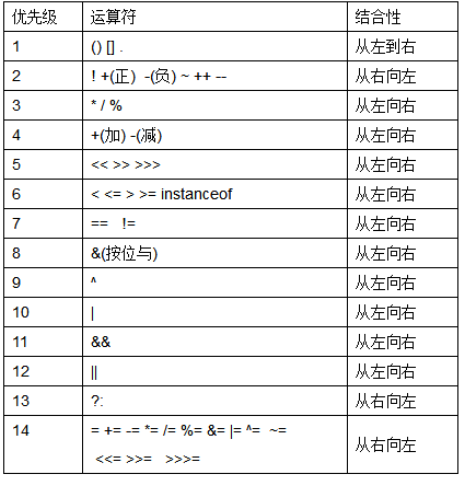 优先级 运算符 结合性
1 () [] . 从左到右
2 ! +(正) -(负) ~ ++ -- 从右向左
3 * / % 从左向右
4 +(加) -(减) 从左向右
5 << >> >>> 从左向右
6 < <= > >= instanceof 从左向右
7 == != 从左向右
8 &(按位与) 从左向右
9 ^ 从左向右
10 | 从左向右
11 && 从左向右
12 || 从左向右
13 ?: 从右向左
14 = += -= *= /= %= &= |= ^= ~= 从右向左
<<= >>= >>>=